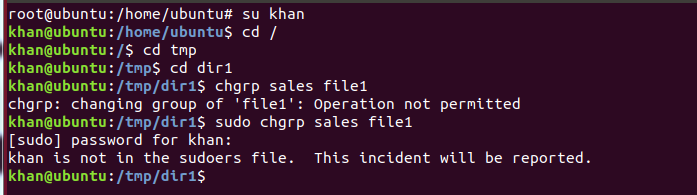 root@ubuntu:/home/ubuntu# su khan
khan@ubuntu:/home/ubuntu$ cd /
khan@ubuntu:/$ cd tmp
khan@ubuntu:/tmp$ cd dir1
khan@ubuntu:/tmp/dir1$ chgrp sales file1
chgrp: changing group of 'file1': Operation not permitted
khan@ubuntu:/tmp/dir1$ sudo chgrp sales file1
[sudo] password for khan:
khan is not in the sudoers file.  This incident will be reported.
khan@ubuntu:/tmp/dir1$